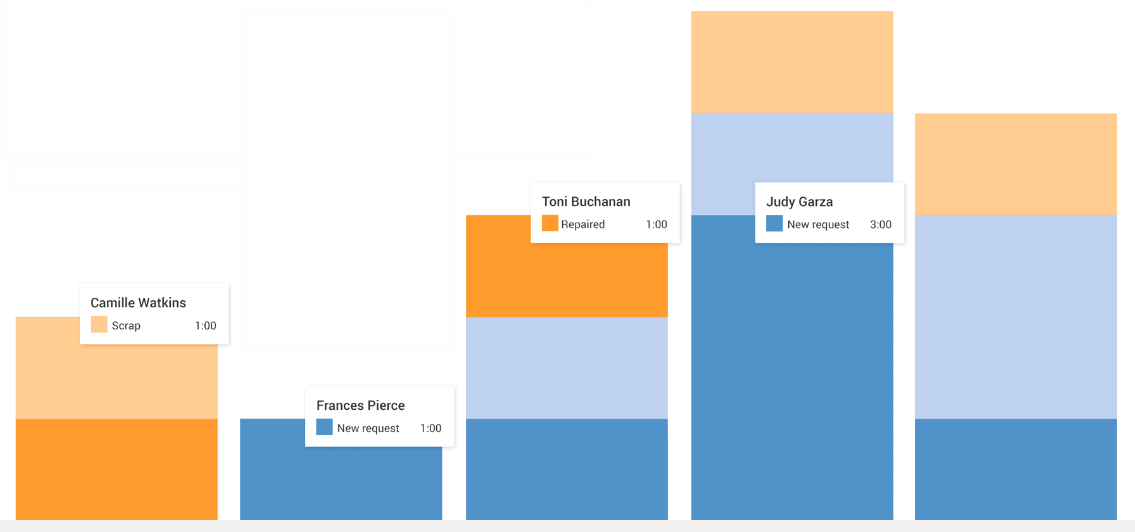 Toni Buchanan
Repaired 1:00
Judy Garza
New request 3:00
Camille Watkins
Scrap 1:00
Frances Pierce
New request 1:00